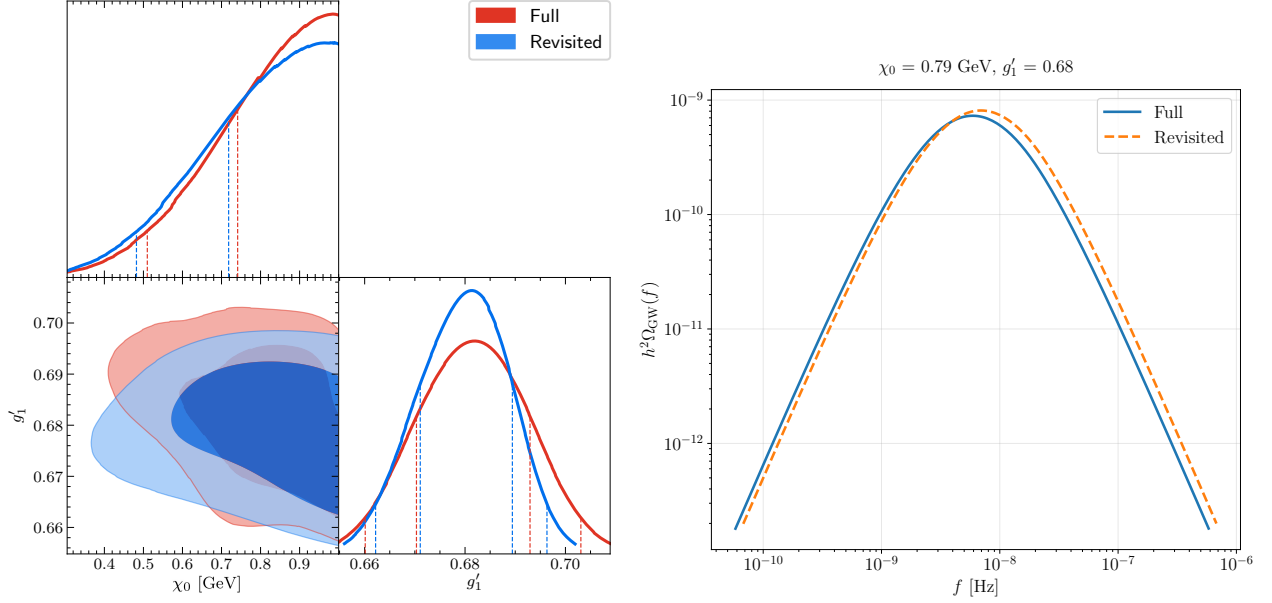 Full
Revisited
0.70
0.69
0.68
0.67
0.66
g′₁
0.4 0.5 0.6 0.7 0.8 0.9
χ₀ [GeV]
0.66 0.68 0.70
g′₁
χ₀ = 0.79 GeV, g′₁ = 0.68
Full
Revisited
10⁻⁹
10⁻¹⁰
10⁻¹¹
10⁻¹²
h²Ω_GW(f)
10⁻¹⁰ 10⁻⁹ 10⁻⁸ 10⁻⁷ 10⁻⁶
f [Hz]